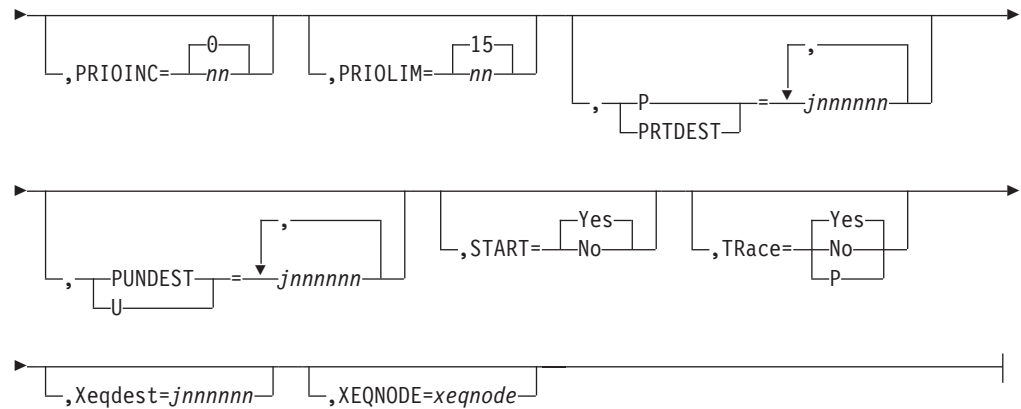 0
,PRIOINC= nn
15
,PRIOLIM= nn
,
, P = jnnnnnn
PRTDEST
,
, PUNDEST = jnnnnnn
U
Yes
,START= No
Yes
,TRace= No
P
,Xeqdest=jnnnnnn ,XEQNODE=xeqnode